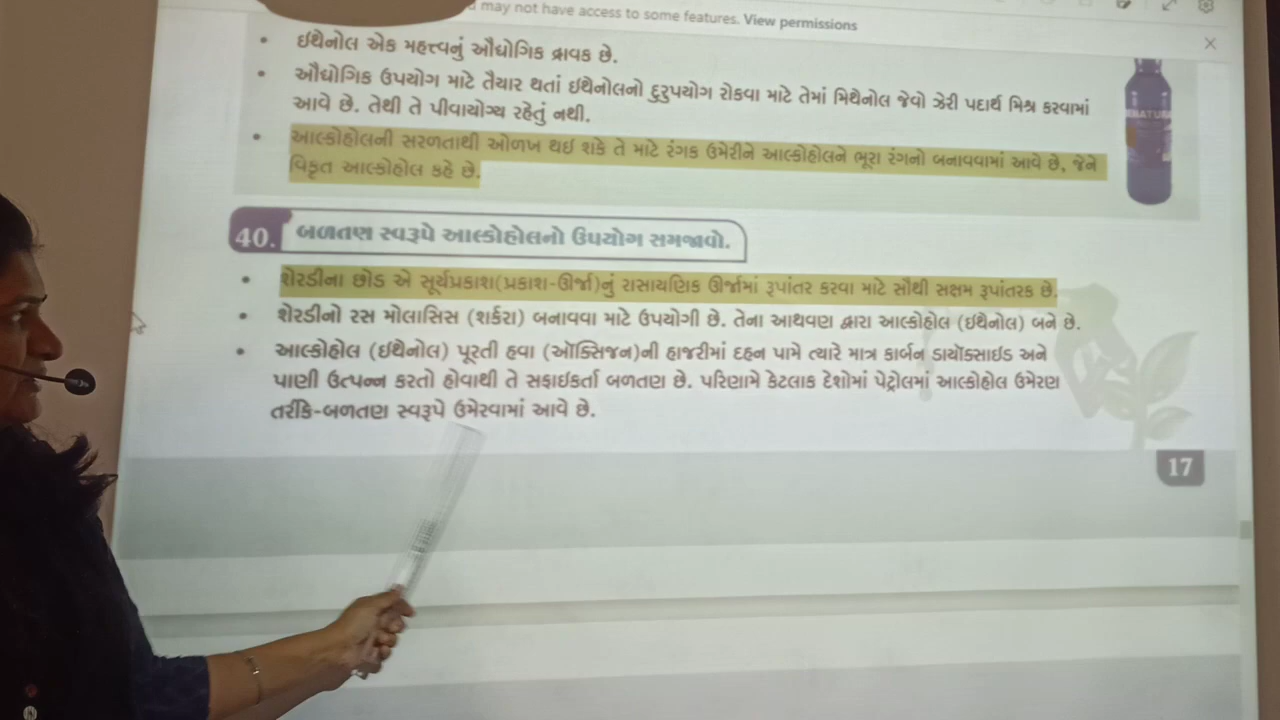 may not have access to some features. View permissions
• ઈથેનોલ એક મહત્ત્વનું ઔદ્યોગિક દ્રાવક છે.
• ઔદ્યોગિક ઉપયોગ માટે તૈયાર થતાં ઈથેનોલનો દુરુપયોગ રોકવા માટે તેમાં મિથેનોલ જેવો ઝેરી પદાર્થ મિશ્ર કરવામાં
આવે છે. તેથી તે પીવાયોગ્ય રહેતું નથી.
• આલ્કોહોલની સરળતાથી ઓળખ થઈ શકે તે માટે રંગક ઉમેરીને આલ્કોહોલને ભૂરા રંગનો બનાવવામાં આવે છે, જેને
વિકૃત આલ્કોહોલ કહે છે.
40. બળતણ સ્વરૂપે આલ્કોહોલનો ઉપયોગ સમજાવો.
• શેરડીના છોડ એ સૂર્યપ્રકાશ(પ્રકાશ-ઊર્જા)નું રાસાયણિક ઊર્જામાં રૂપાંતર કરવા માટે સૌથી સક્ષમ રૂપાંતરક છે.
• શેરડીનો રસ મોલાસિસ (શર્કરા) બનાવવા માટે ઉપયોગી છે. તેના આથવણ દ્વારા આલ્કોહોલ (ઈથેનોલ) બને છે.
• આલ્કોહોલ (ઈથેનોલ) પૂરતી હવા (ઑક્સિજન)ની હાજરીમાં દહન પામે ત્યારે માત્ર કાર્બન ડાયૉક્સાઈડ અને
પાણી ઉત્પન્ન કરતો હોવાથી તે સફાઈકર્તા બળતણ છે. પરિણામે કેટલાક દેશોમાં પેટ્રોલમાં આલ્કોહોલ ઉમેરણ
તરીકે-બળતણ સ્વરૂપે ઉમેરવામાં આવે છે.
17